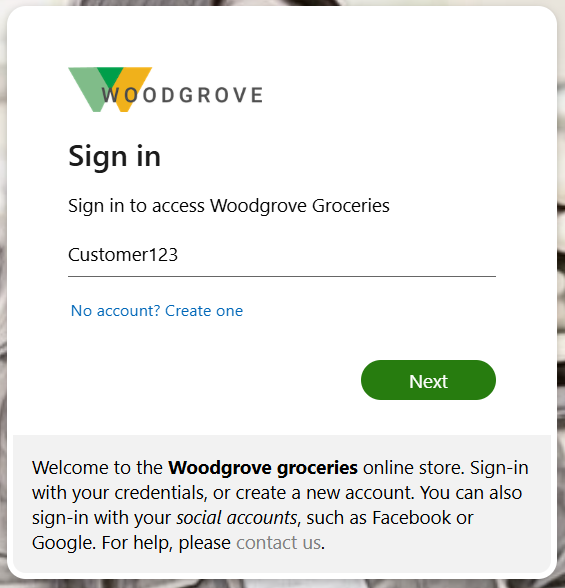 WOODGROVE
Sign in
Sign in to access Woodgrove Groceries
Customer123
No account? Create one
Next
Welcome to the Woodgrove groceries online store. Sign-in
with your credentials, or create a new account. You can also
sign-in with your social accounts, such as Facebook or
Google. For help, please contact us.